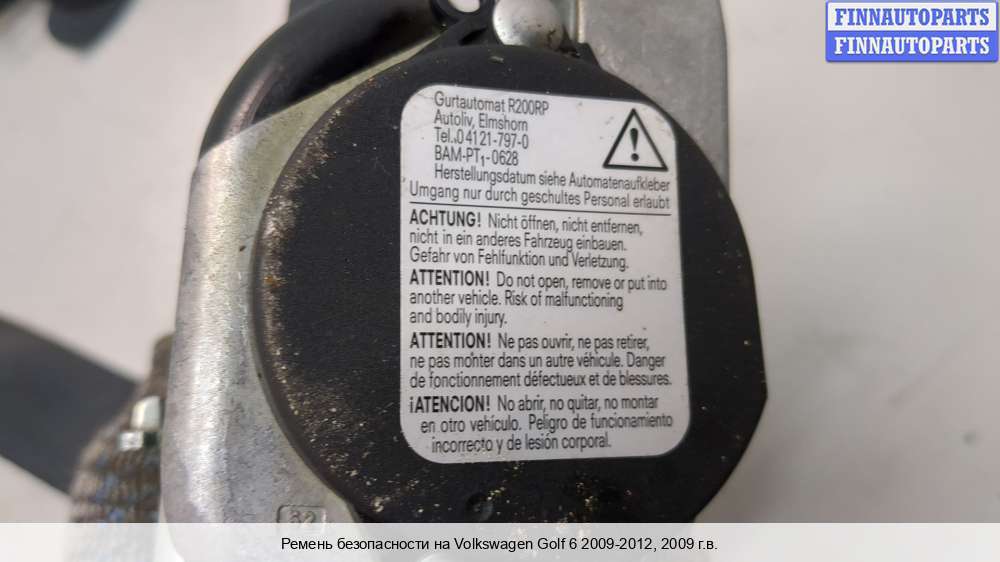 FINNAUTOPARTS
FINNAUTOPARTS
Gurtautomat R200RP
Autoliv, Elmshorn
Tel. 04121-797-0
BAM-PT1-0628
Herstellungsdatum siehe Automatenaufkleber
Umgang nur durch geschultes Personal erlaubt
ACHTUNG! Nicht öffnen, nicht entfernen,
nicht in ein anderes Fahrzeug einbauen.
Gefahr von Fehlfunktion und Verletzung.
ATTENTION! Do not open, remove or put into
another vehicle. Risk of malfunctioning
and bodily injury.
ATTENTION! Ne pas ouvrir, ne pas retirer,
ne pas monter dans un autre véhicule. Danger
de fonctionnement défectueux et de blessures.
¡ATENCION! No abrir, no quitar, no montar
en otro vehículo. Peligro de funcionamiento
incorrecto y de lesión corporal.
Ремень безопасности на Volkswagen Golf 6 2009-2012, 2009 г.в.